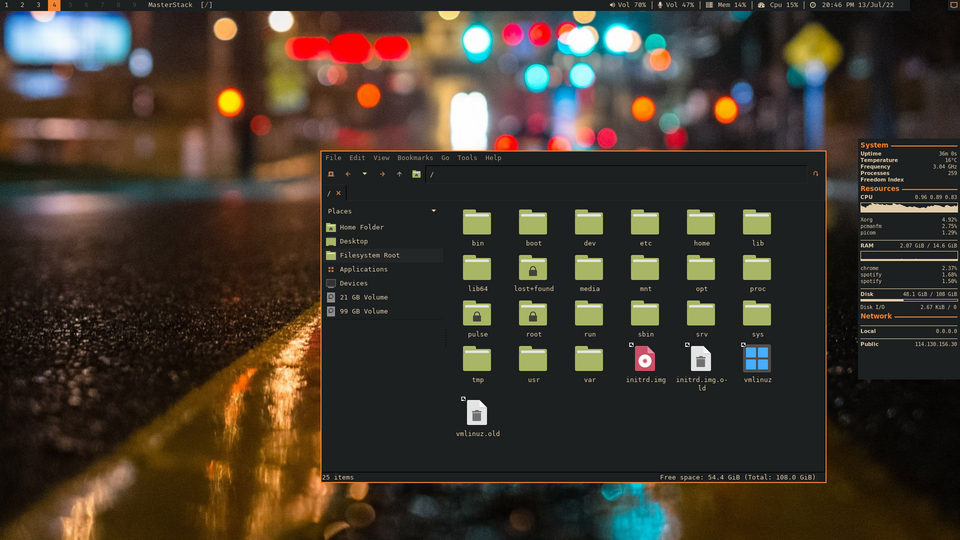 1 2 3 4 5 6 7 8 9 MasterStack [/] Vol 70% | Vol 47% | Mem 14% | Cpu 15% | 20:46 PM 13/Jul/22
File Edit View Bookmarks Go Tools Help
/
/ ×
Places
Home Folder
Desktop
Filesystem Root
Applications
Devices
21 GB Volume
99 GB Volume
bin boot dev etc home lib
lib64 lost+found media mnt opt proc
pulse root run sbin srv sys
tmp usr var initrd.img initrd.img.o-
ld vmlinuz
vmlinuz.old
25 items Free space: 54.4 GiB (Total: 108.0 GiB)
System
Uptime 36m 0s
Temperature 16°C
Frequency 3.04 GHz
Processes 259
Freedom Index
Resources
CPU 0.96 0.89 0.83
Xorg 4.92%
pcmanfm 2.75%
picom 1.29%
RAM 2.07 GiB / 14.6 GiB
chrome 2.37%
spotify 1.68%
spotify 1.50%
Disk 48.1 GiB / 108 GiB
Disk I/O 2.67 KiB / 0
Network
Local 0.0.0.0
Public 114.130.156.30